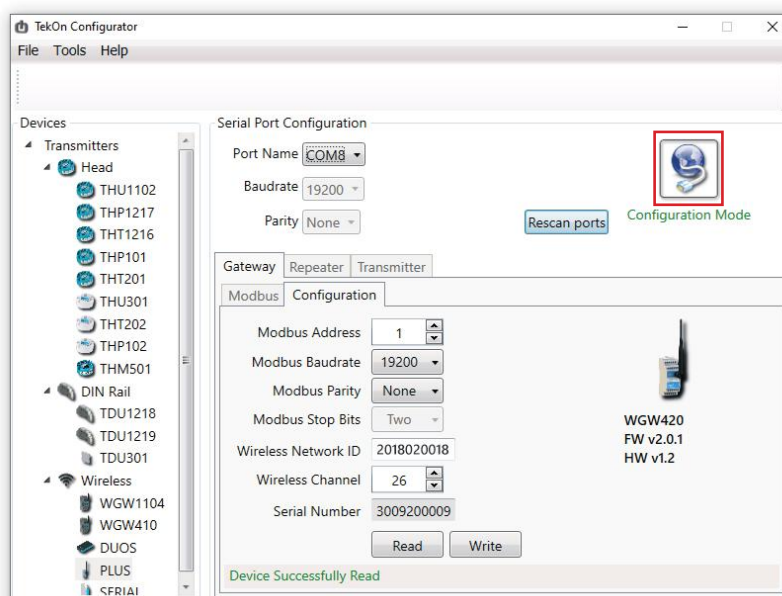 TekOn Configurator
File Tools Help
Devices
Transmitters
Head
THU1102
THP1217
THT1216
THP101
THT201
THU301
THT202
THP102
THM501
DIN Rail
TDU1218
TDU1219
TDU301
Wireless
WGW1104
WGW410
DUOS
PLUS
SERIAL
Serial Port Configuration
Port Name COM8
Baudrate 19200
Parity None
Rescan ports
Configuration Mode
Gateway Repeater Transmitter
Modbus Configuration
Modbus Address 1
Modbus Baudrate 19200
Modbus Parity None
Modbus Stop Bits Two
Wireless Network ID 2018020018
Wireless Channel 26
Serial Number 3009200009
Read Write
Device Successfully Read
WGW420
FW v2.0.1
HW v1.2